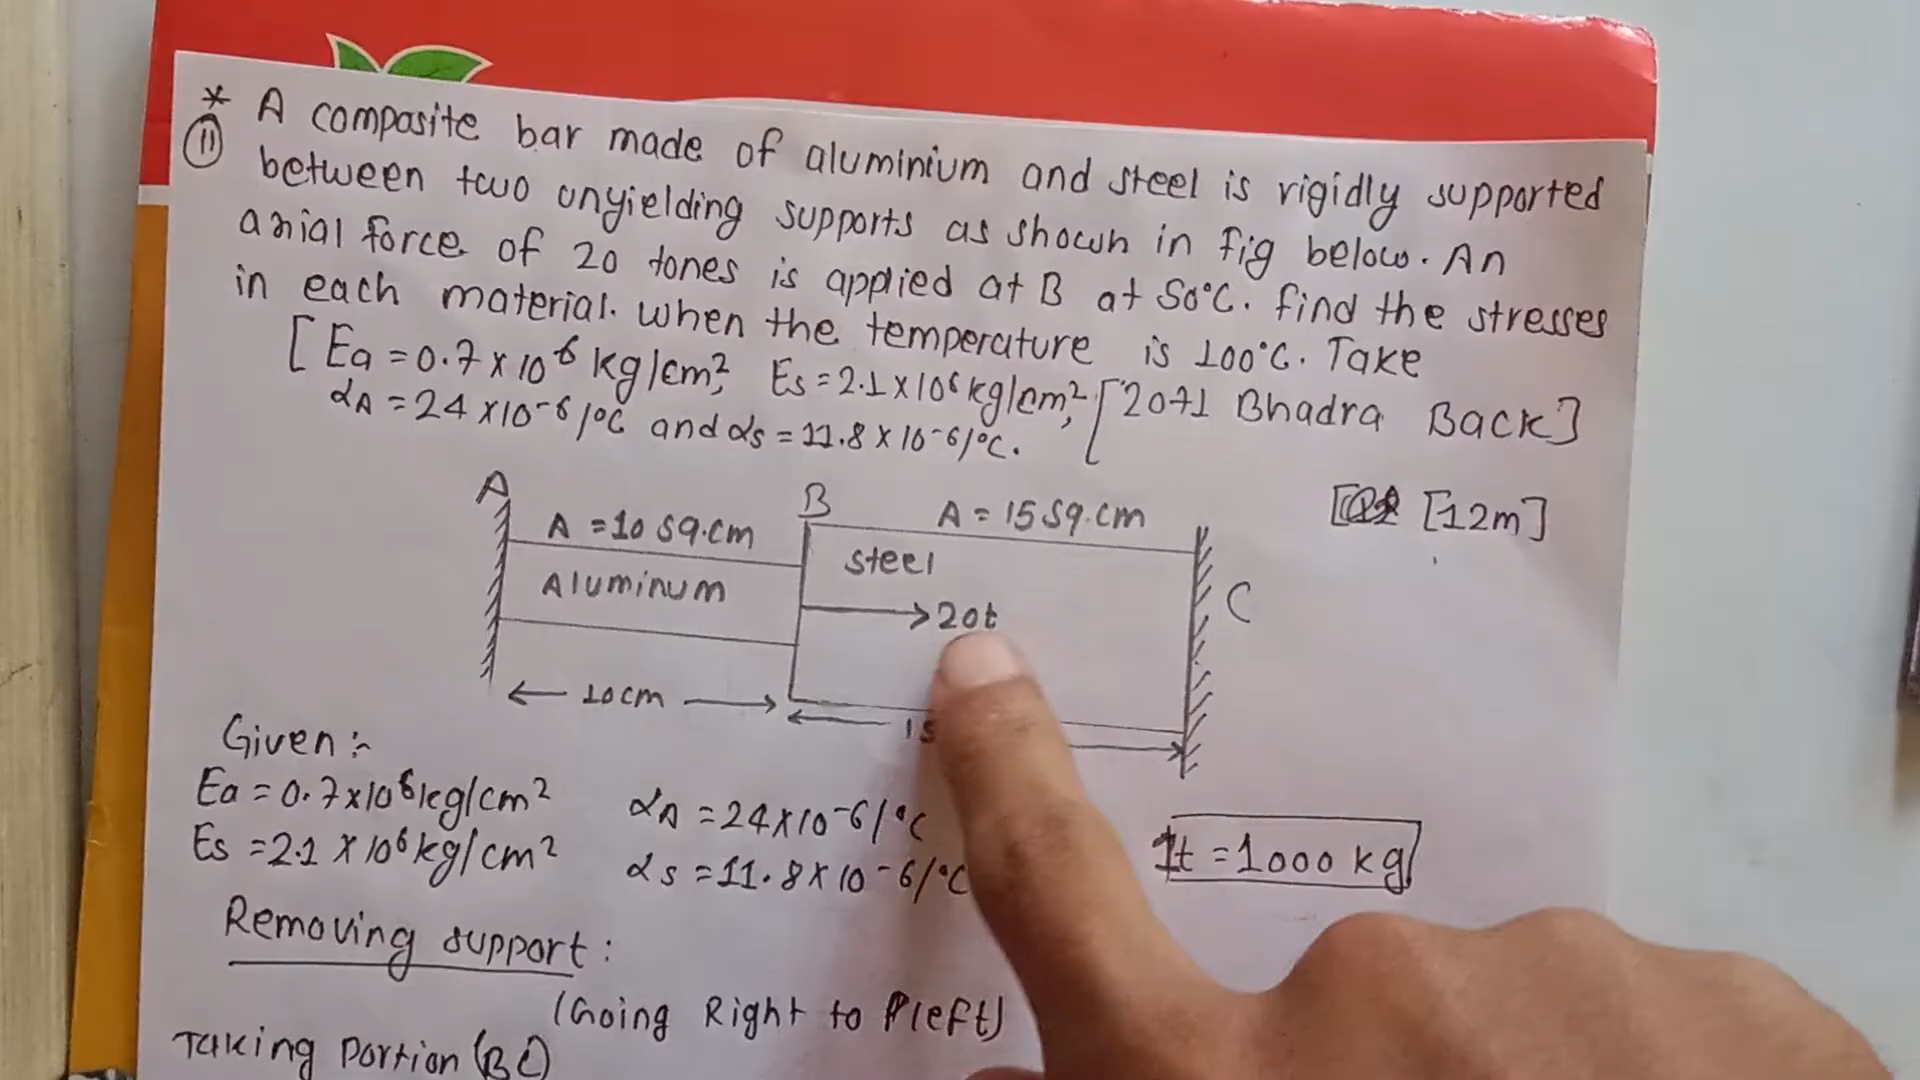 * A composite bar made of aluminium and steel is rigidly supported
(11) between two unyielding supports as shown in fig below. An
axial force of 20 tones is applied at B at 50°C. find the stresses
in each material. when the temperature is 100°C. Take
[Ea = 0.7 x 10^6 kg/cm², Es = 2.1 x 10^6 kg/cm², [2071 Bhadra Back]
αA = 24 x 10^-6/°C and αs = 11.8 x 10^-6/°C.
[12m]
A
B
A = 10 sq.cm
A = 15 sq.cm
Aluminum
steel
→ 20t
C
10cm
Given :-
Ea = 0.7x10^6 kg/cm²
αA = 24x10^-6/°C
Es = 2.1 x 10^6 kg/cm²
αs = 11.8x10^-6/°C
1t = 1000 kg
Removing support :
(Going Right to left)
Taking portion (BC)